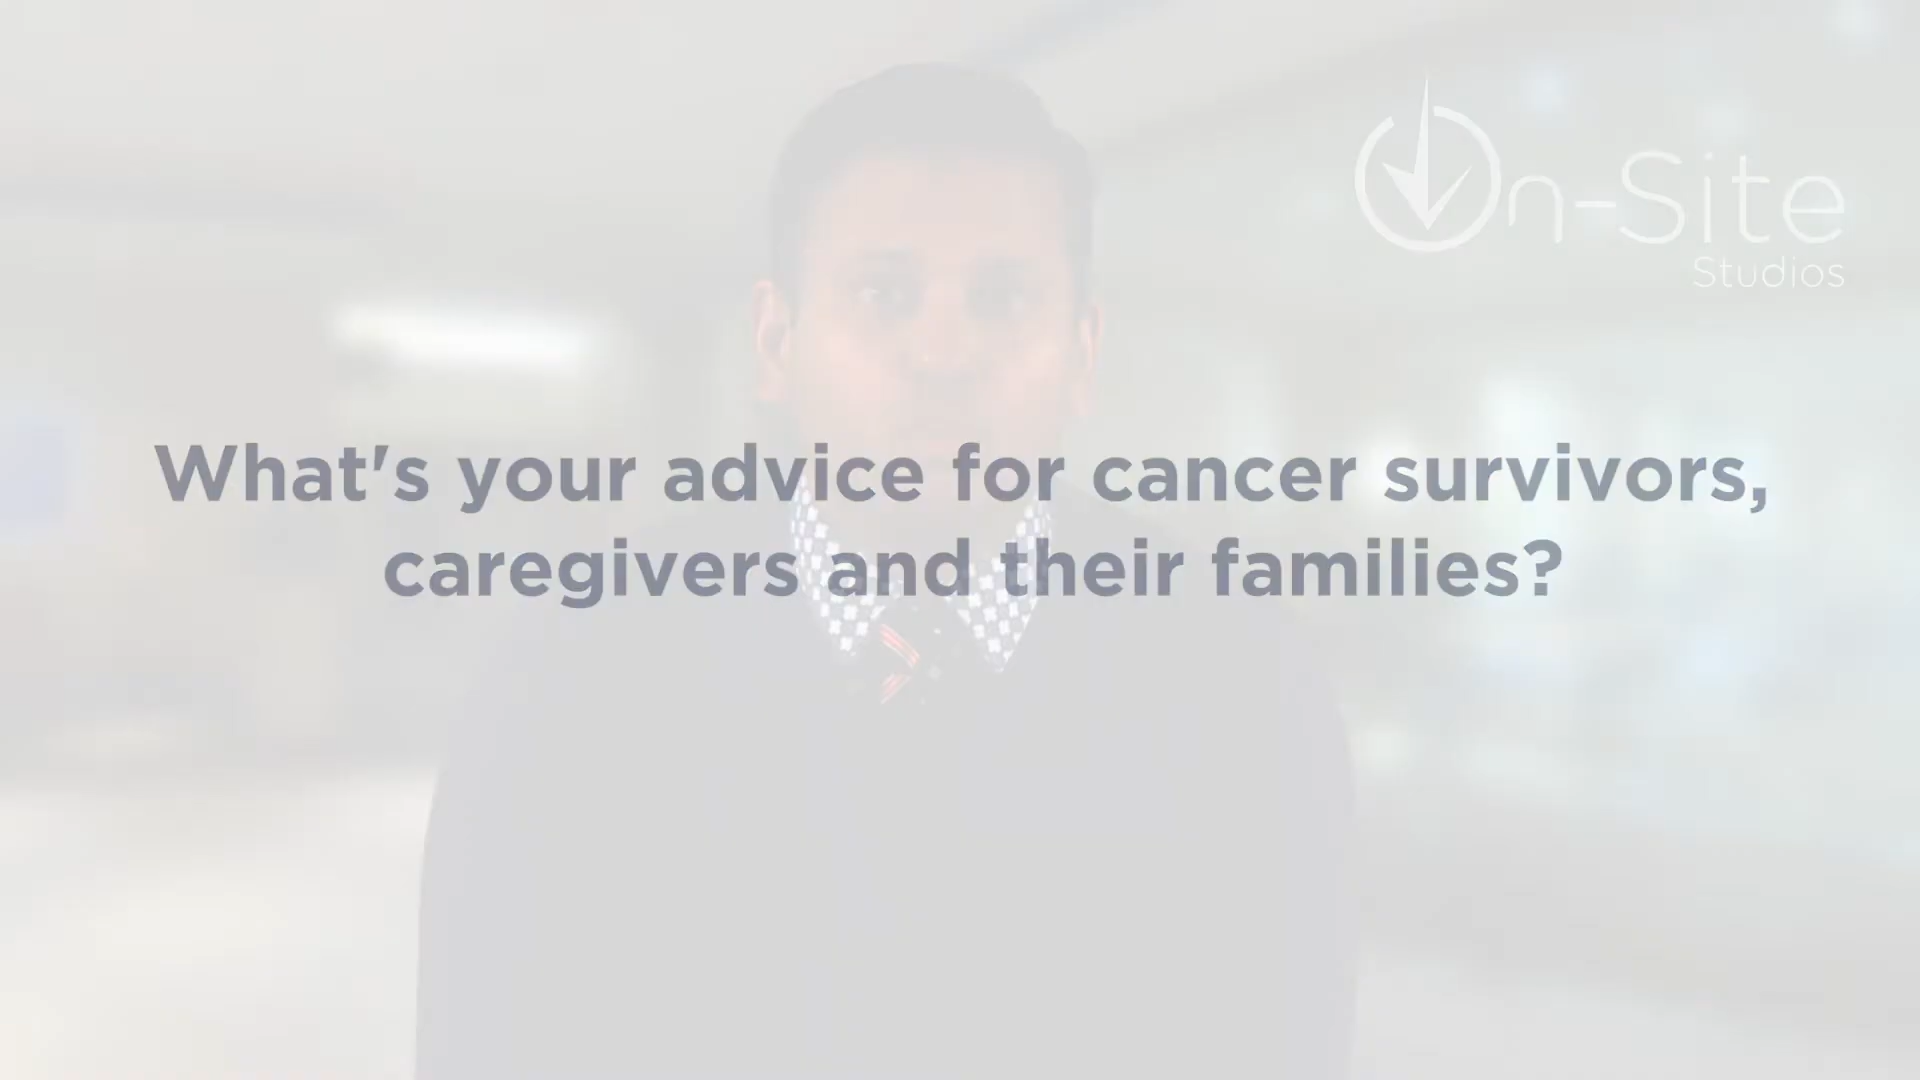 On-Site
Studios
What's your advice for cancer survivors,
caregivers and their families?